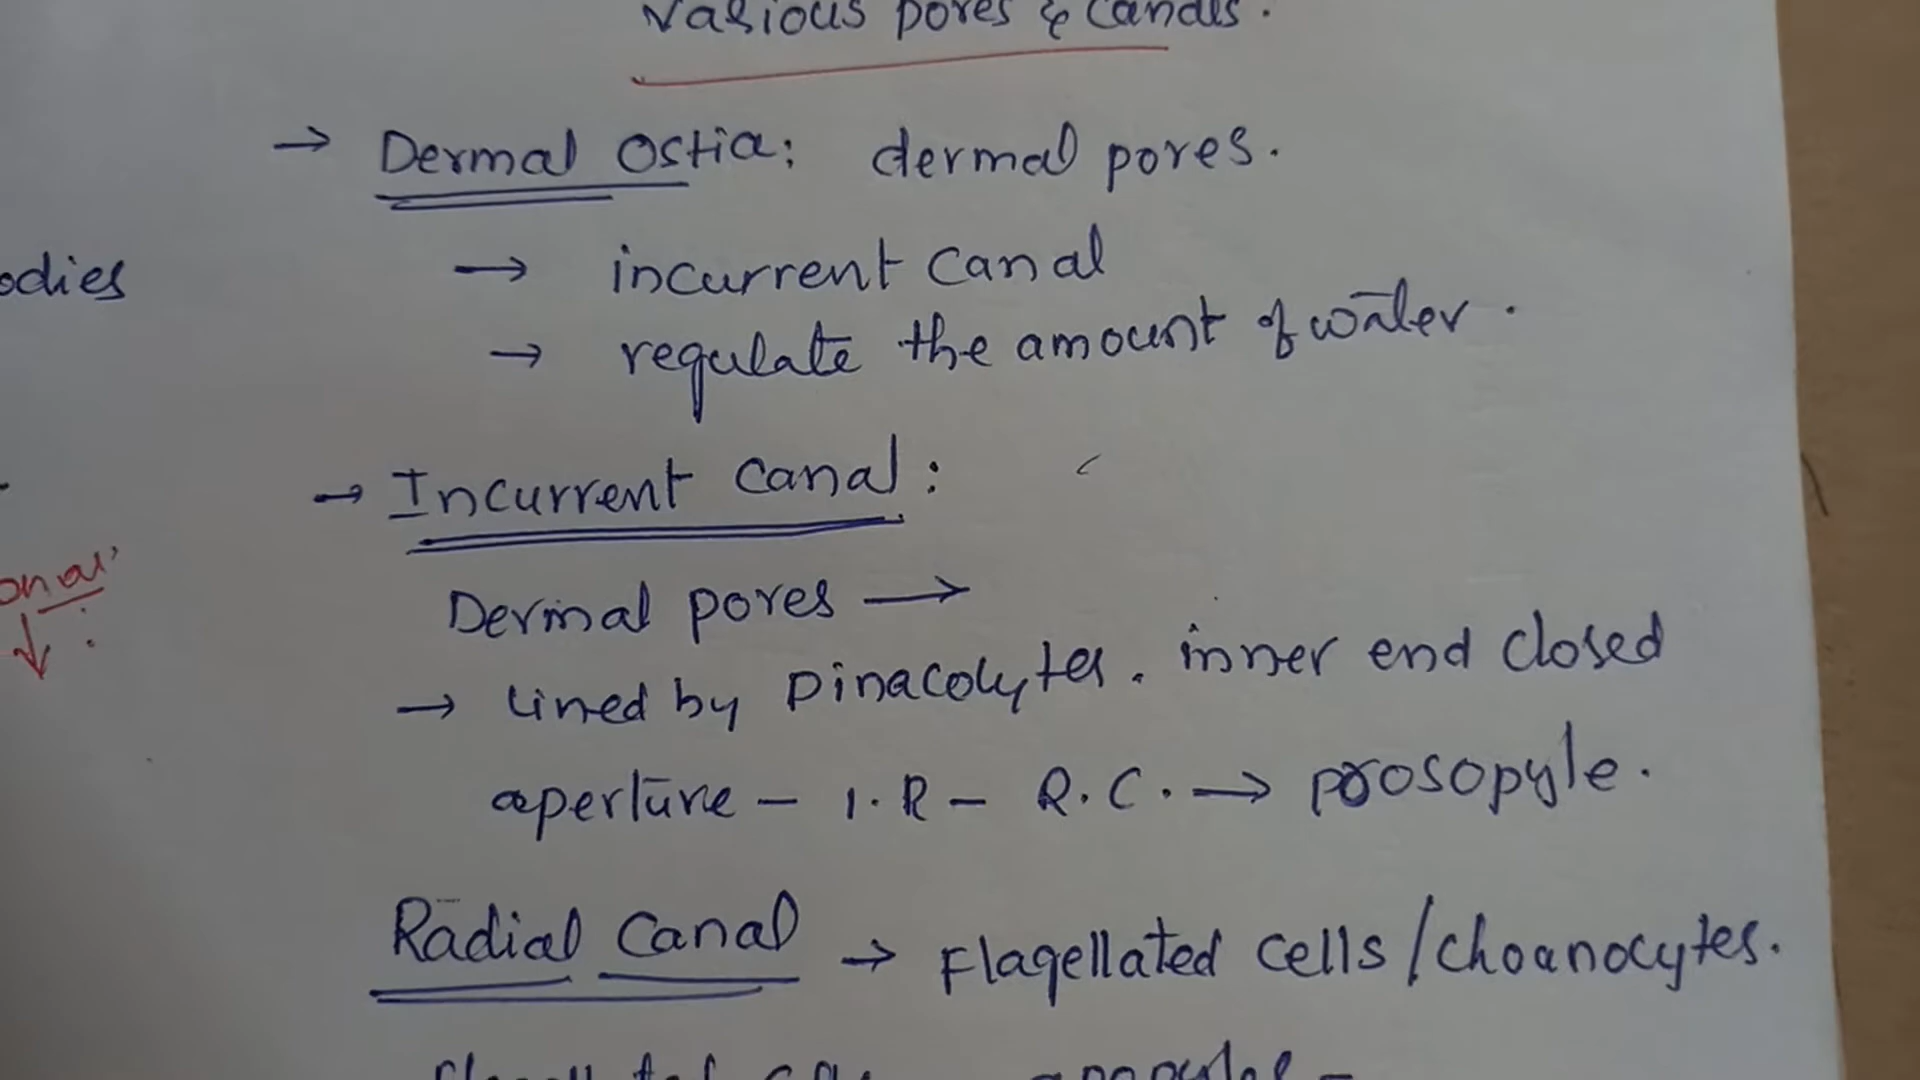 Various pores & Canals.
→ Dermal Ostia: dermal pores.
→ incurrent Canal
→ regulate the amount of water.
odies
→ Incurrent Canal:
onal
Dermal pores →
→ lined by pinacolytes. inner end closed
aperture – I.R – R.C. → prosopyle.
Radial Canal → Flagellated cells/choanocytes.